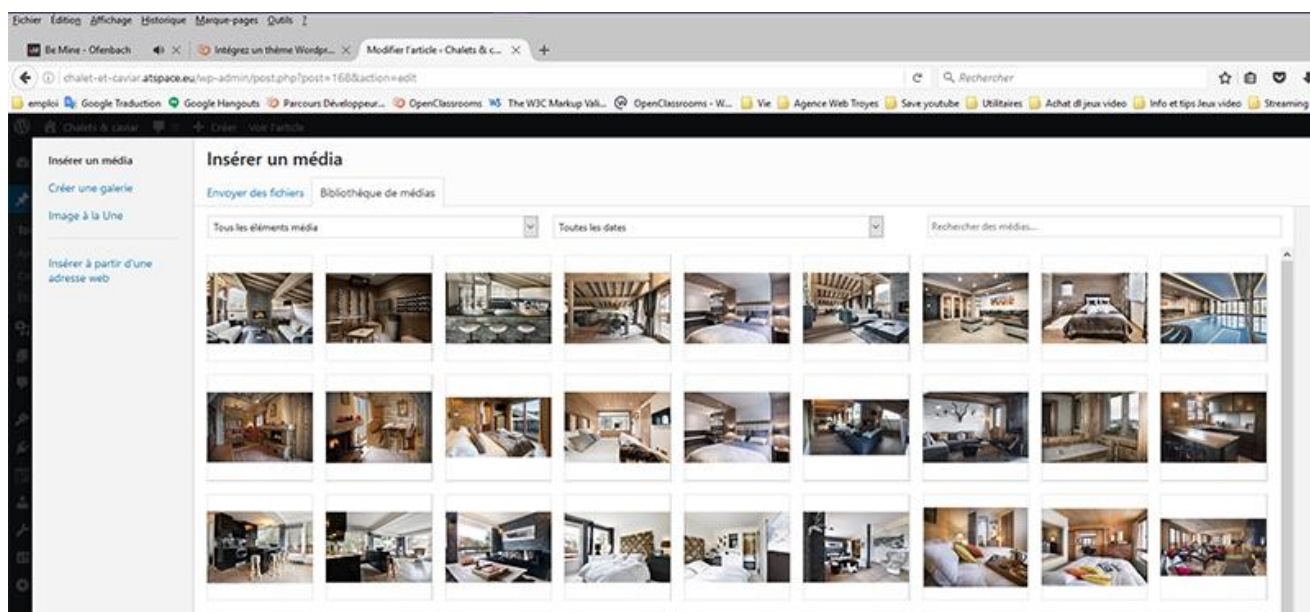 Fichier Édition Affichage Historique Marque-pages Outils ?
Be Mine - Ofenbach Intégrez un thème Wordpr... Modifier l'article ‹ Chalets & c... +
chalet-et-caviar.atspace.eu/wp-admin/post.php?post=168&action=edit Rechercher
emploi Google Traduction Google Hangouts Parcours Développeur... OpenClassrooms The W3C Markup Vali... OpenClassrooms - W... Vie Agence Web Troyes Save youtube Utilitaires Achat dl jeux video Info et tips Jeux video Streaming
Chalets & caviar Créer Voir l'article
Insérer un média
Créer une galerie
Image à la Une
Insérer à partir d'une
adresse web
Insérer un média
Envoyer des fichiers Bibliothèque de médias
Tous les éléments média Toutes les dates Rechercher des médias...